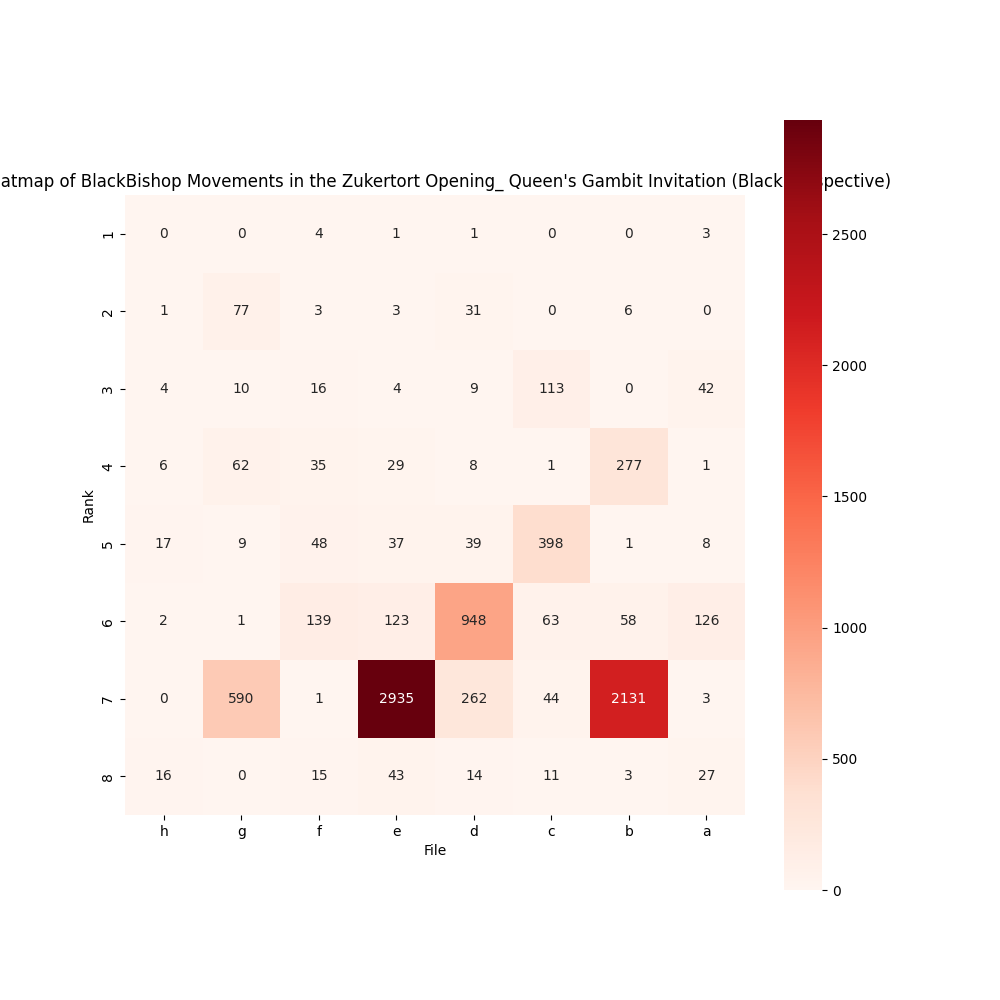 atmap of BlackBishop Movements in the Zukertort Opening_ Queen's Gambit Invitation (Black spective)
1 0 0 4 1 1 0 0 3
2 1 77 3 3 31 0 6 0
3 4 10 16 4 9 113 0 42
4 6 62 35 29 8 1 277 1
5 17 9 48 37 39 398 1 8
6 2 1 139 123 948 63 58 126
7 0 590 1 2935 262 44 2131 3
8 16 0 15 43 14 11 3 27
h g f e d c b a
File
Rank
2500
2000
1500
1000
500
0